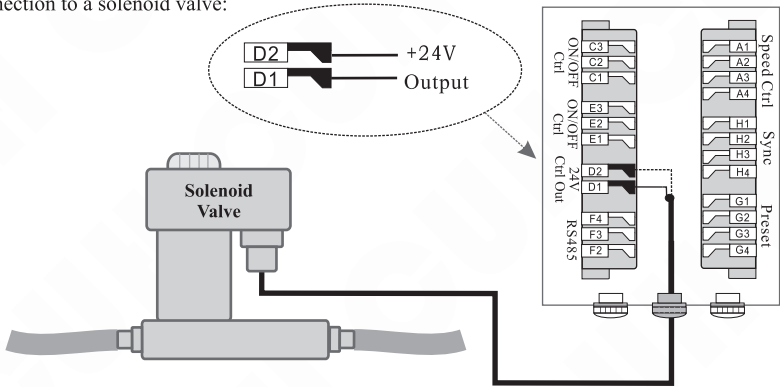 nection to a solenoid valve:
D2 +24V
D1 Output
Solenoid
Valve
C3
C2
C1
ON/OFF
Ctrl
E3
E2
E1
ON/OFF
Ctrl
D2
D1
24V
Ctrl Out
F4
F3
F2
RS485
A1
A2
A3
A4
Speed Ctrl
H1
H2
H3
H4
Sync
G1
G2
G3
G4
Preset